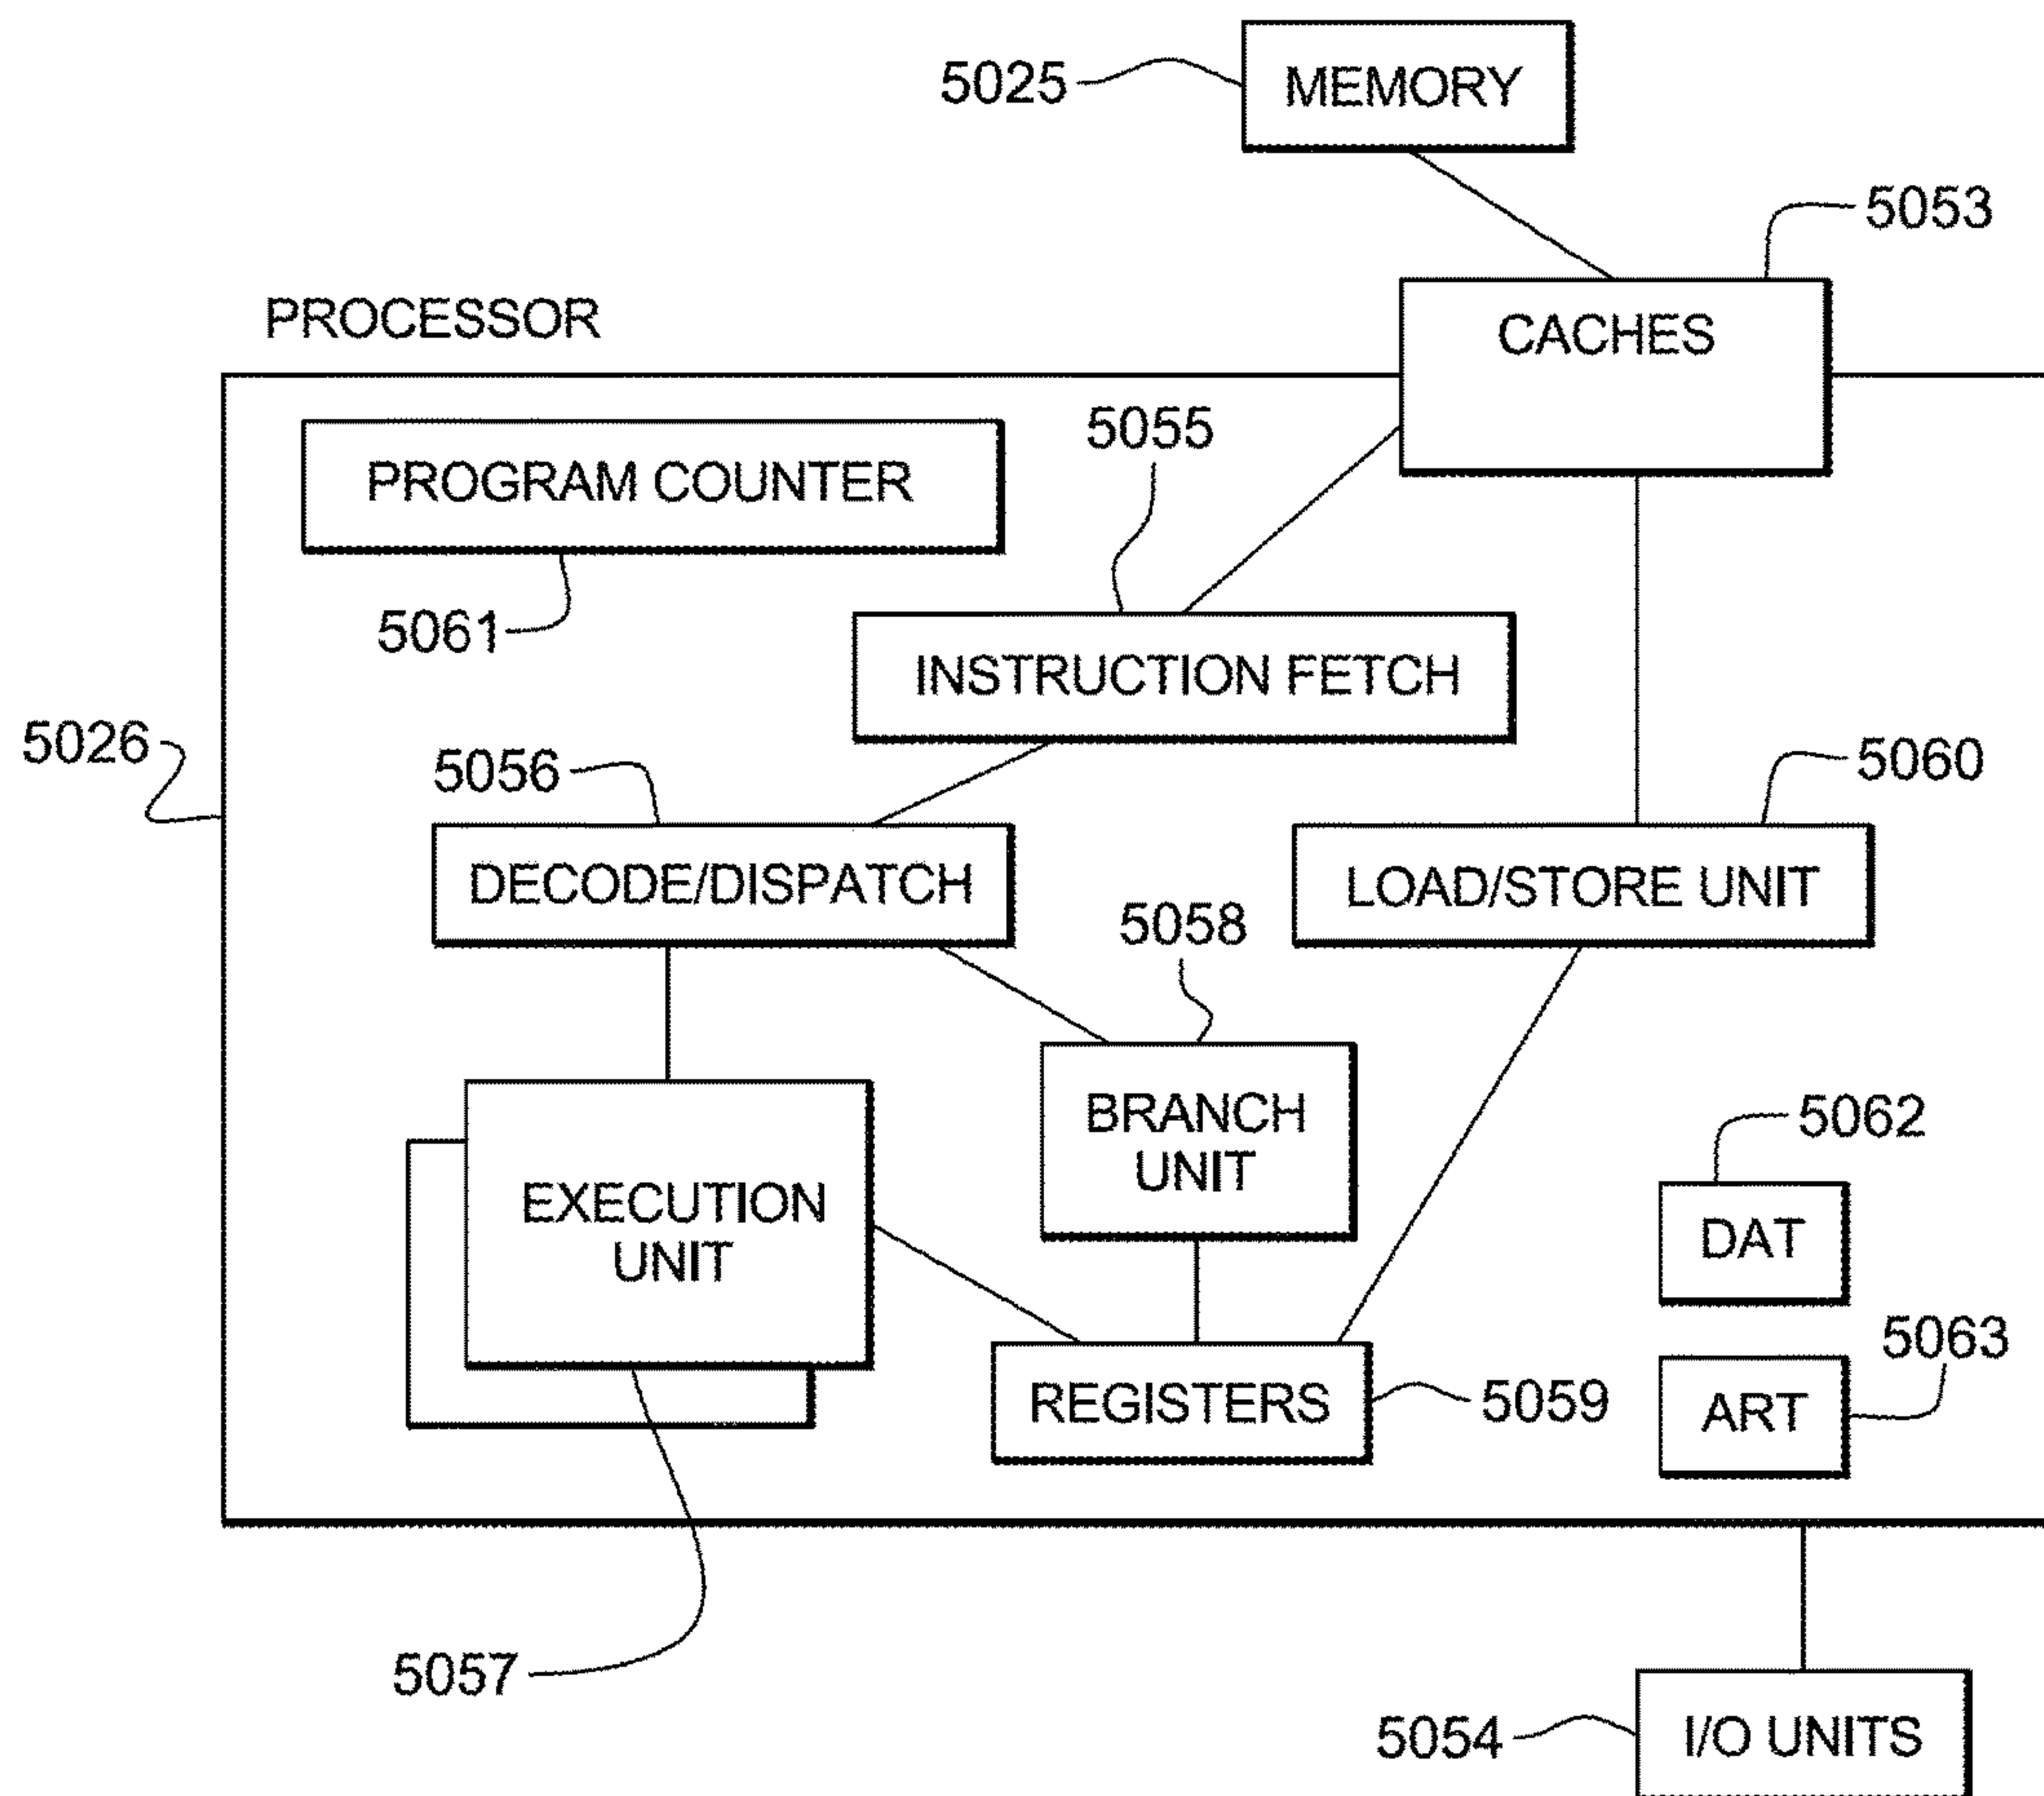 5025
MEMORY
5053
PROCESSOR
CACHES
5055
PROGRAM COUNTER
5061
INSTRUCTION FETCH
5026
5056
5060
DECODE/DISPATCH
LOAD/STORE UNIT
5058
BRANCH
UNIT
5062
EXECUTION
UNIT
DAT
5063
REGISTERS
5059
ART
5057
5054
I/O UNITS